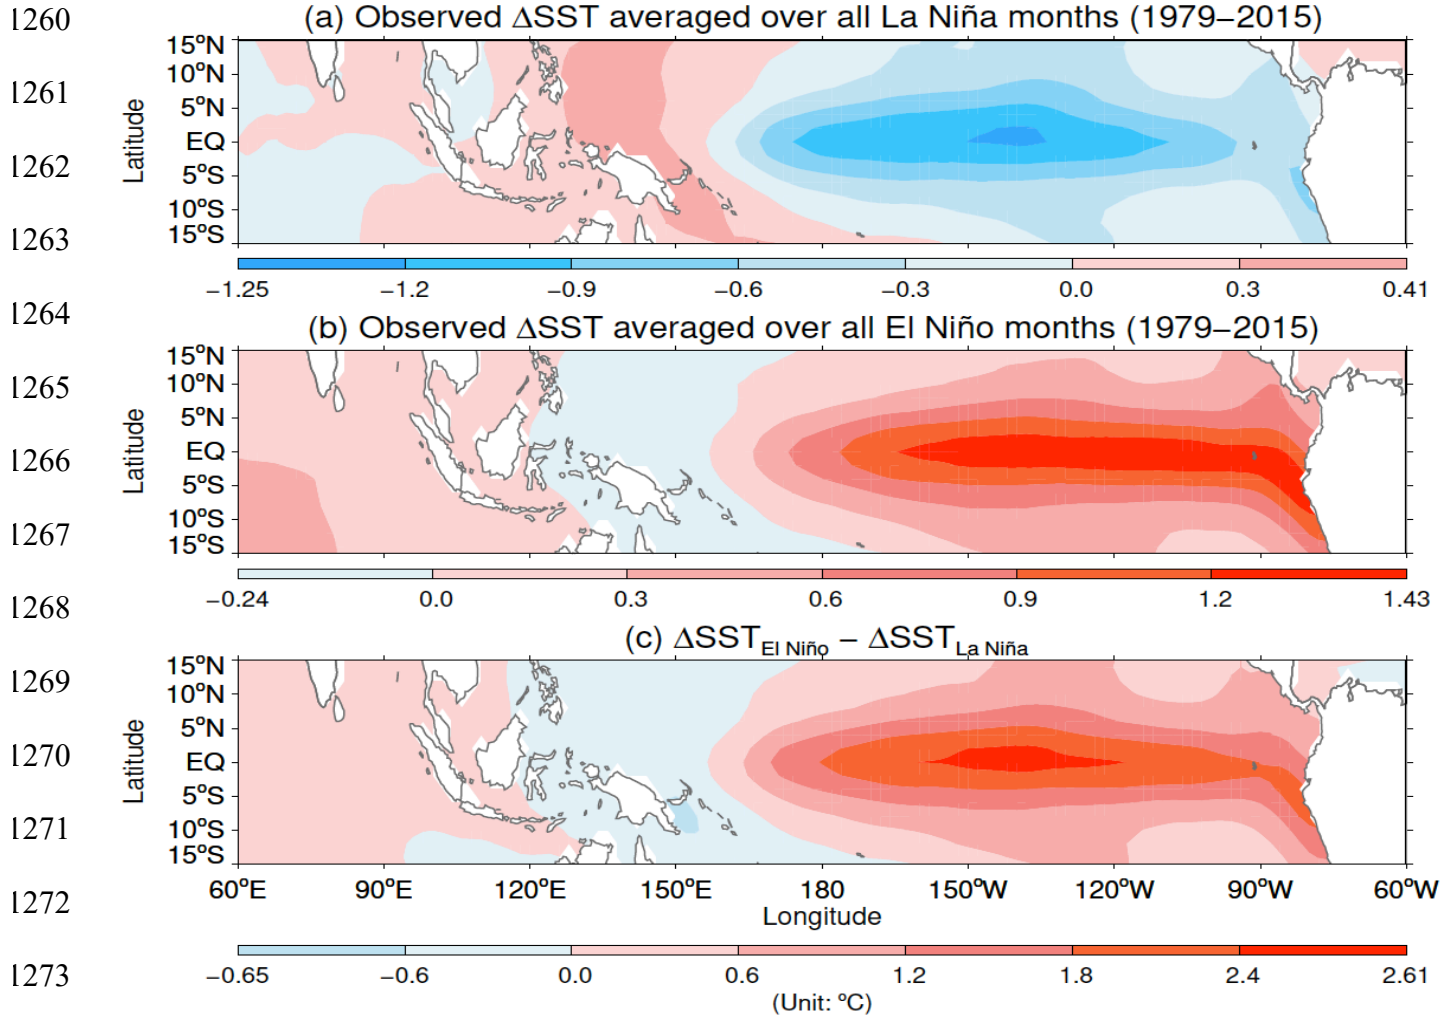 1260
(a) Observed ΔSST averaged over all La Niña months (1979–2015)
15°N
10°N
1261
5°N
EQ
1262
5°S
10°S
1263
15°S
Latitude
−1.25 −1.2 −0.9 −0.6 −0.3 0.0 0.3 0.41
1264
(b) Observed ΔSST averaged over all El Niño months (1979–2015)
15°N
1265
10°N
5°N
1266
EQ
5°S
1267
10°S
15°S
Latitude
1268
−0.24 0.0 0.3 0.6 0.9 1.2 1.43
(c) ΔSST El Niño – ΔSST La Niña
1269
15°N
10°N
5°N
1270
EQ
5°S
1271
10°S
15°S
Latitude
60°E 90°E 120°E 150°E 180 150°W 120°W 90°W 60°W
1272
Longitude
1273
−0.65 −0.6 0.0 0.6 1.2 1.8 2.4 2.61
(Unit: °C)